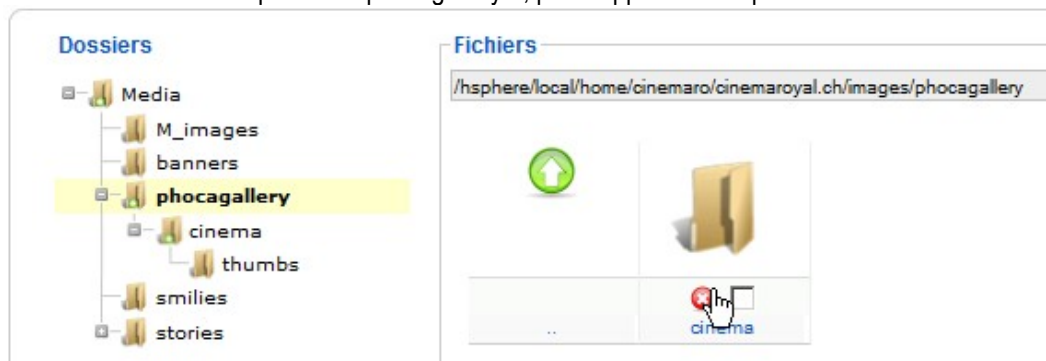 Dossiers
Media
M_images
banners
phocagallery
cinema
thumbs
smilies
stories
Fichiers
/hsphere/local/home/cinemaro/cinemaroyal.ch/images/phocagallery
..
cinema